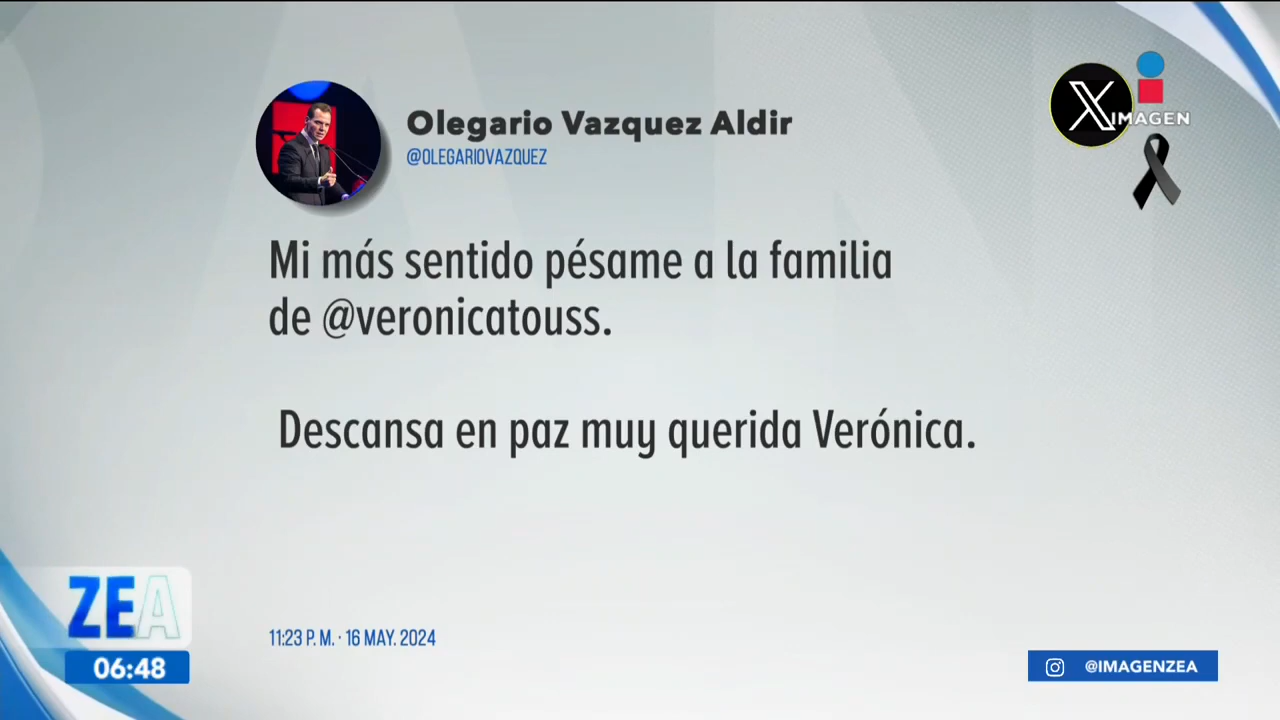 Olegario Vazquez Aldir
@OLEGARIOVAZQUEZ
X
IMAGEN
Mi más sentido pésame a la familia
de @veronicatouss.
Descansa en paz muy querida Verónica.
11:23 P. M. · 16 MAY. 2024
ZEA
06:48
@IMAGENZEA